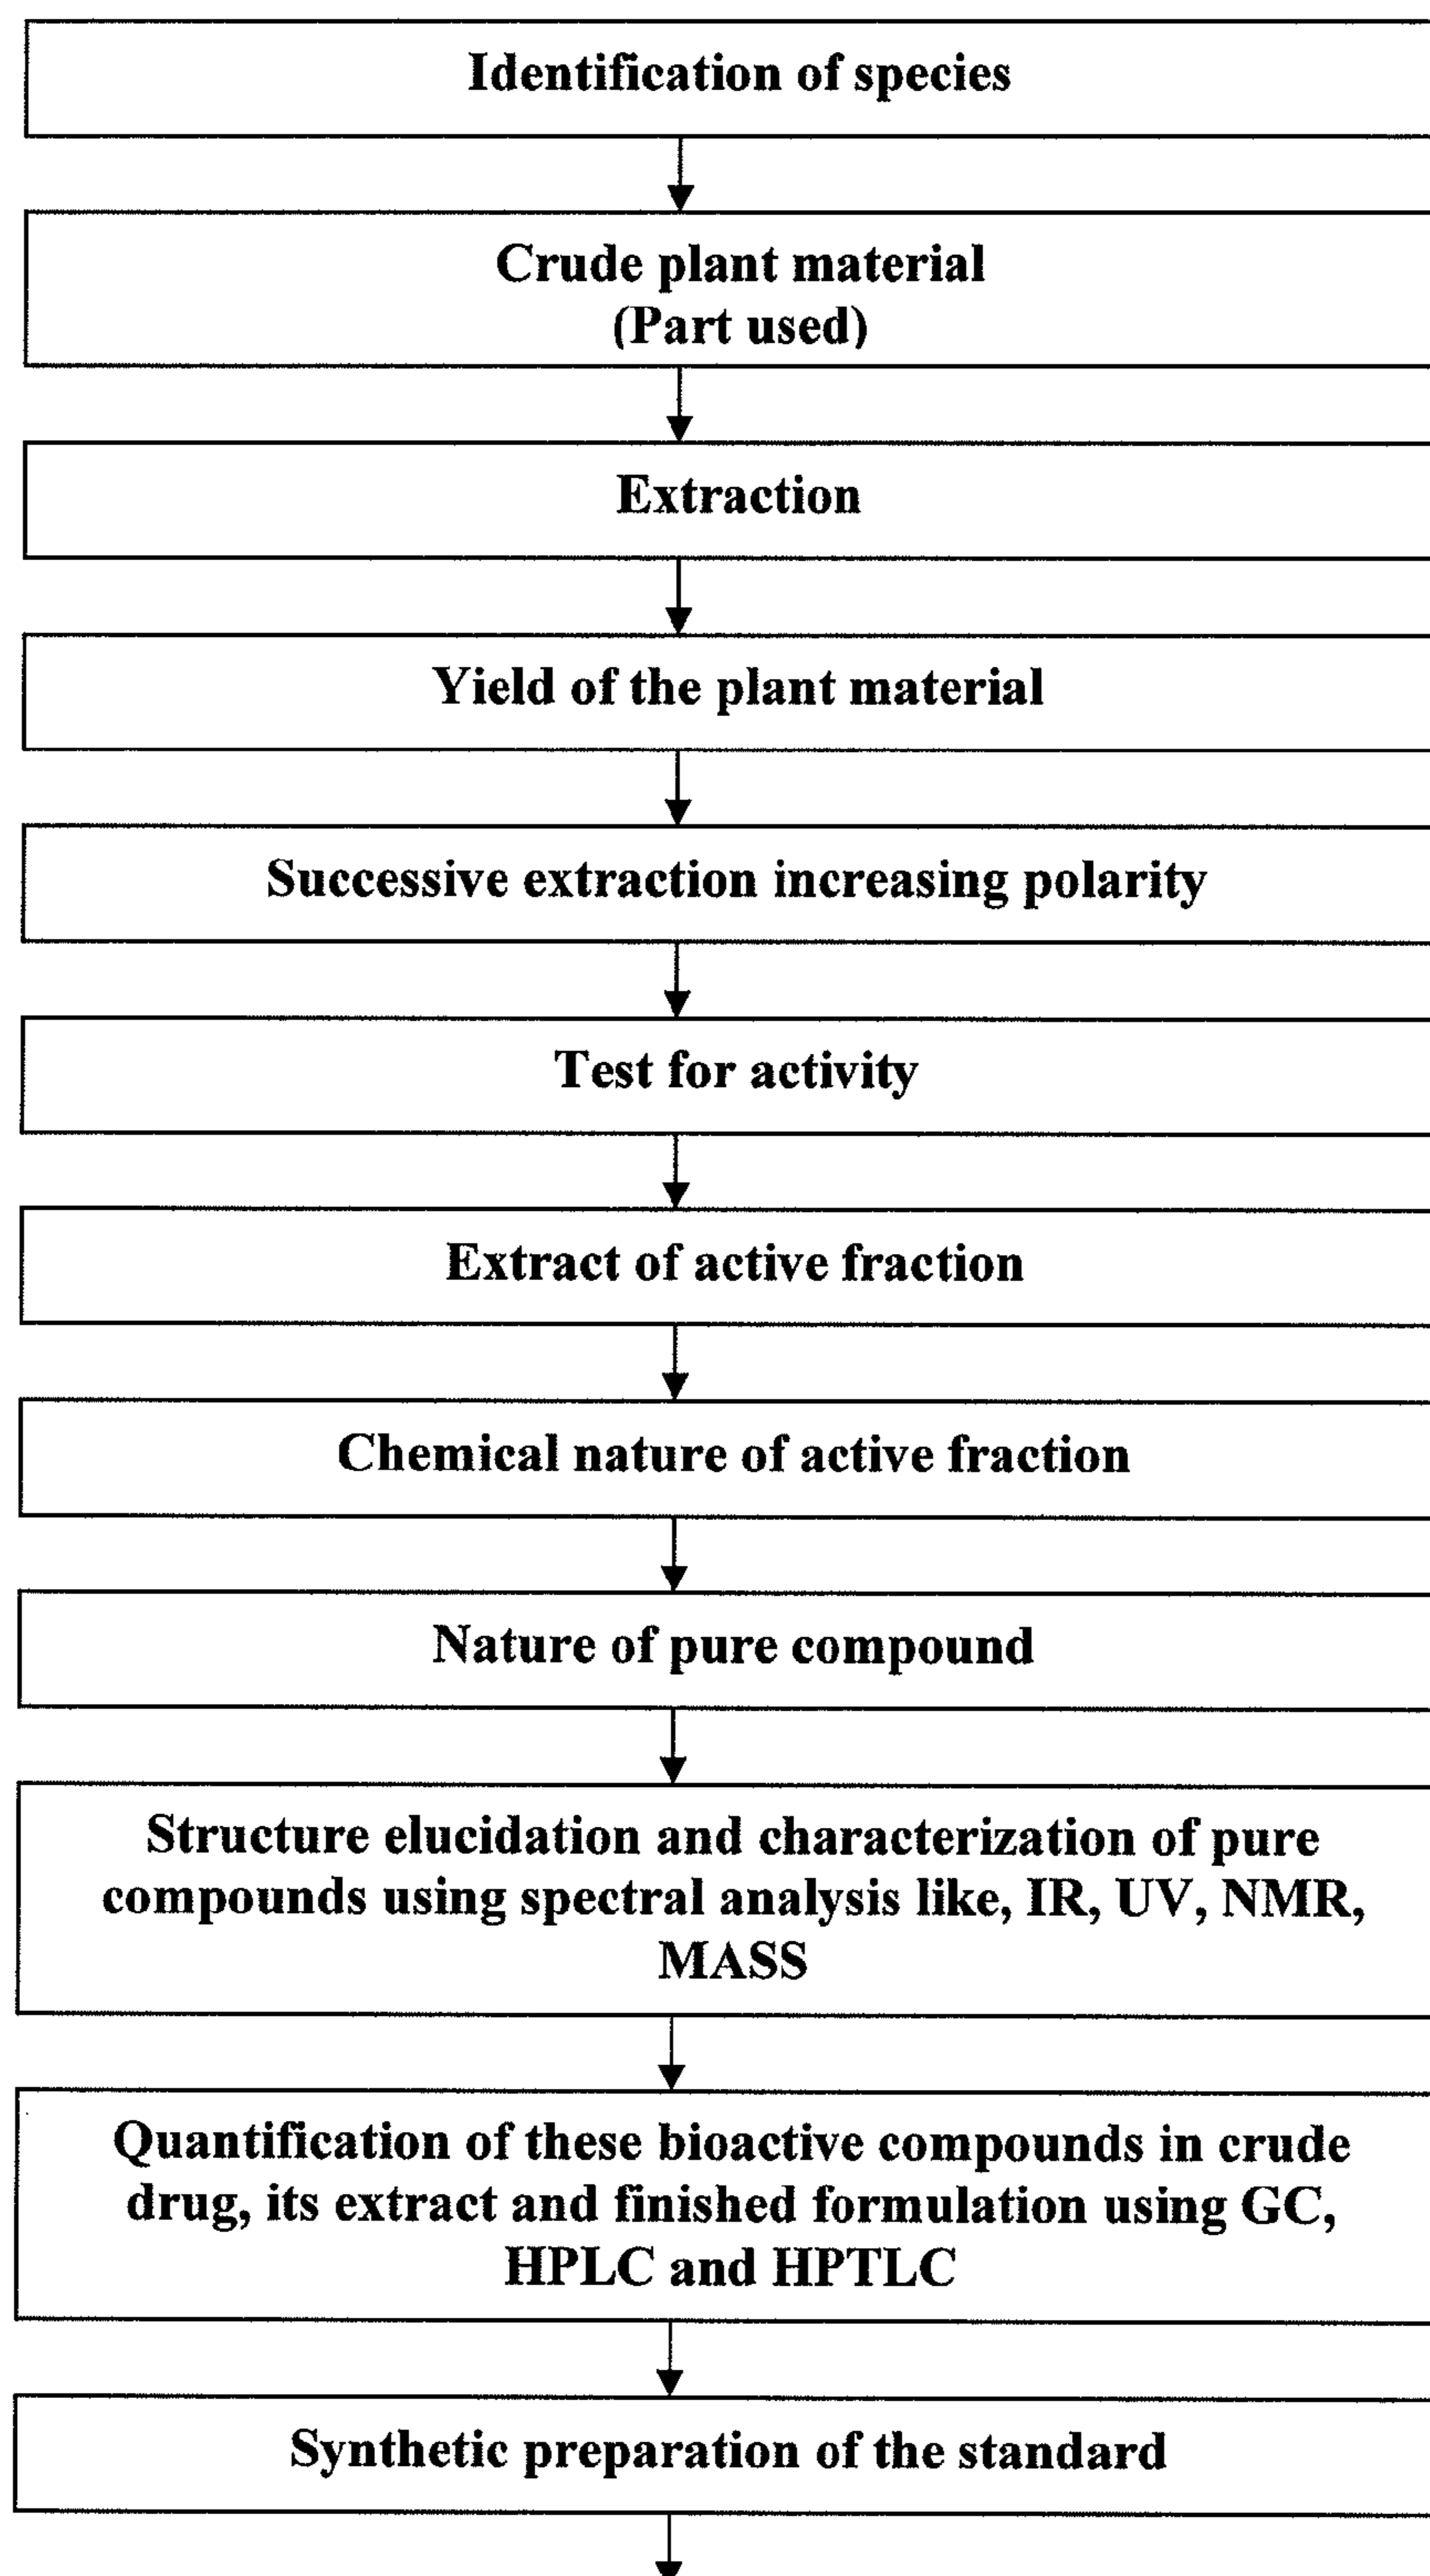 Identification of species
Crude plant material
(Part used)
Extraction
Yield of the plant material
Successive extraction increasing polarity
Test for activity
Extract of active fraction
Chemical nature of active fraction
Nature of pure compound
Structure elucidation and characterization of pure
compounds using spectral analysis like, IR, UV, NMR,
MASS
Quantification of these bioactive compounds in crude
drug, its extract and finished formulation using GC,
HPLC and HPTLC
Synthetic preparation of the standard